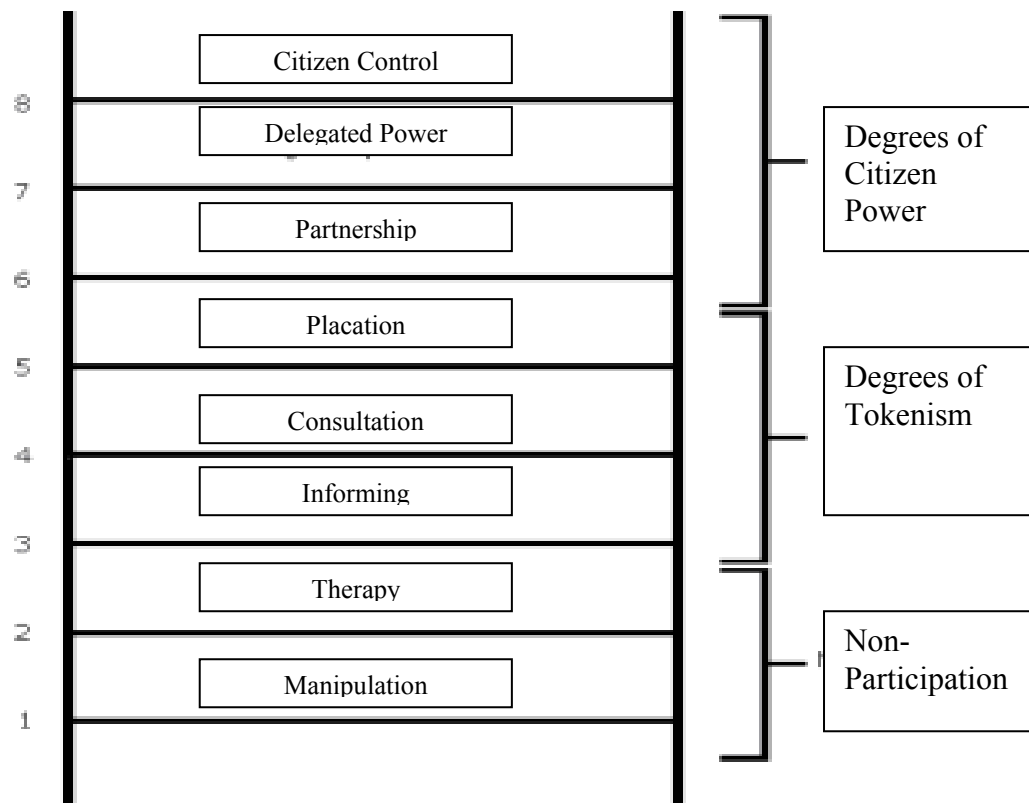 Citizen Control
8
Delegated Power
7
Partnership
6
Placation
5
Consultation
4
Informing
3
Therapy
2
Manipulation
1
Degrees of
Citizen
Power
Degrees of
Tokenism
Non-
Participation